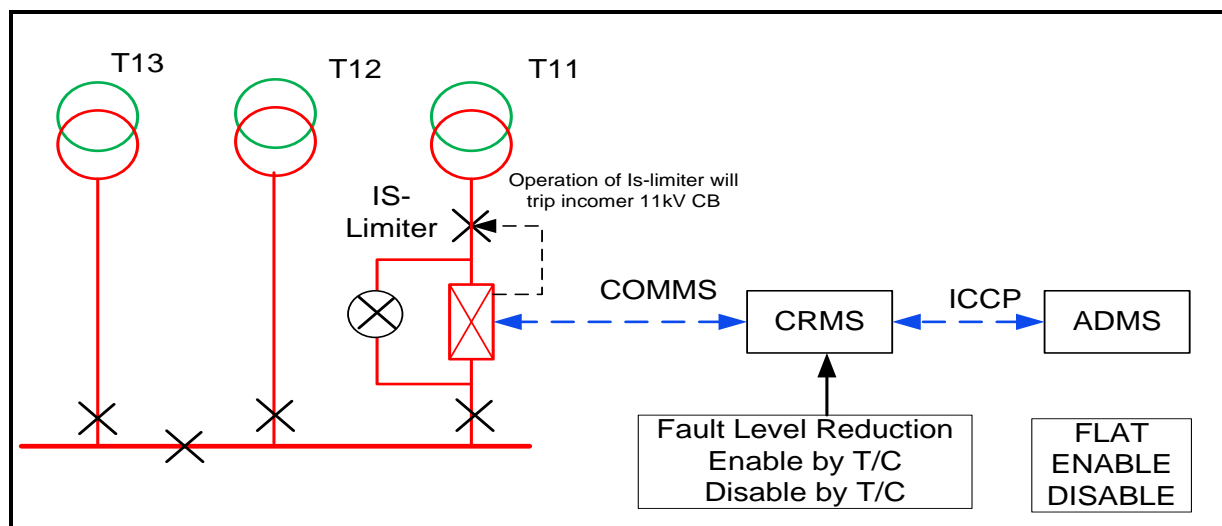 T13
T12
T11
Operation of Is-limiter will
trip incomer 11kV CB
IS-
Limiter
COMMS
CRMS
ICCP
ADMS
Fault Level Reduction
Enable by T/C
Disable by T/C
FLAT
ENABLE
DISABLE